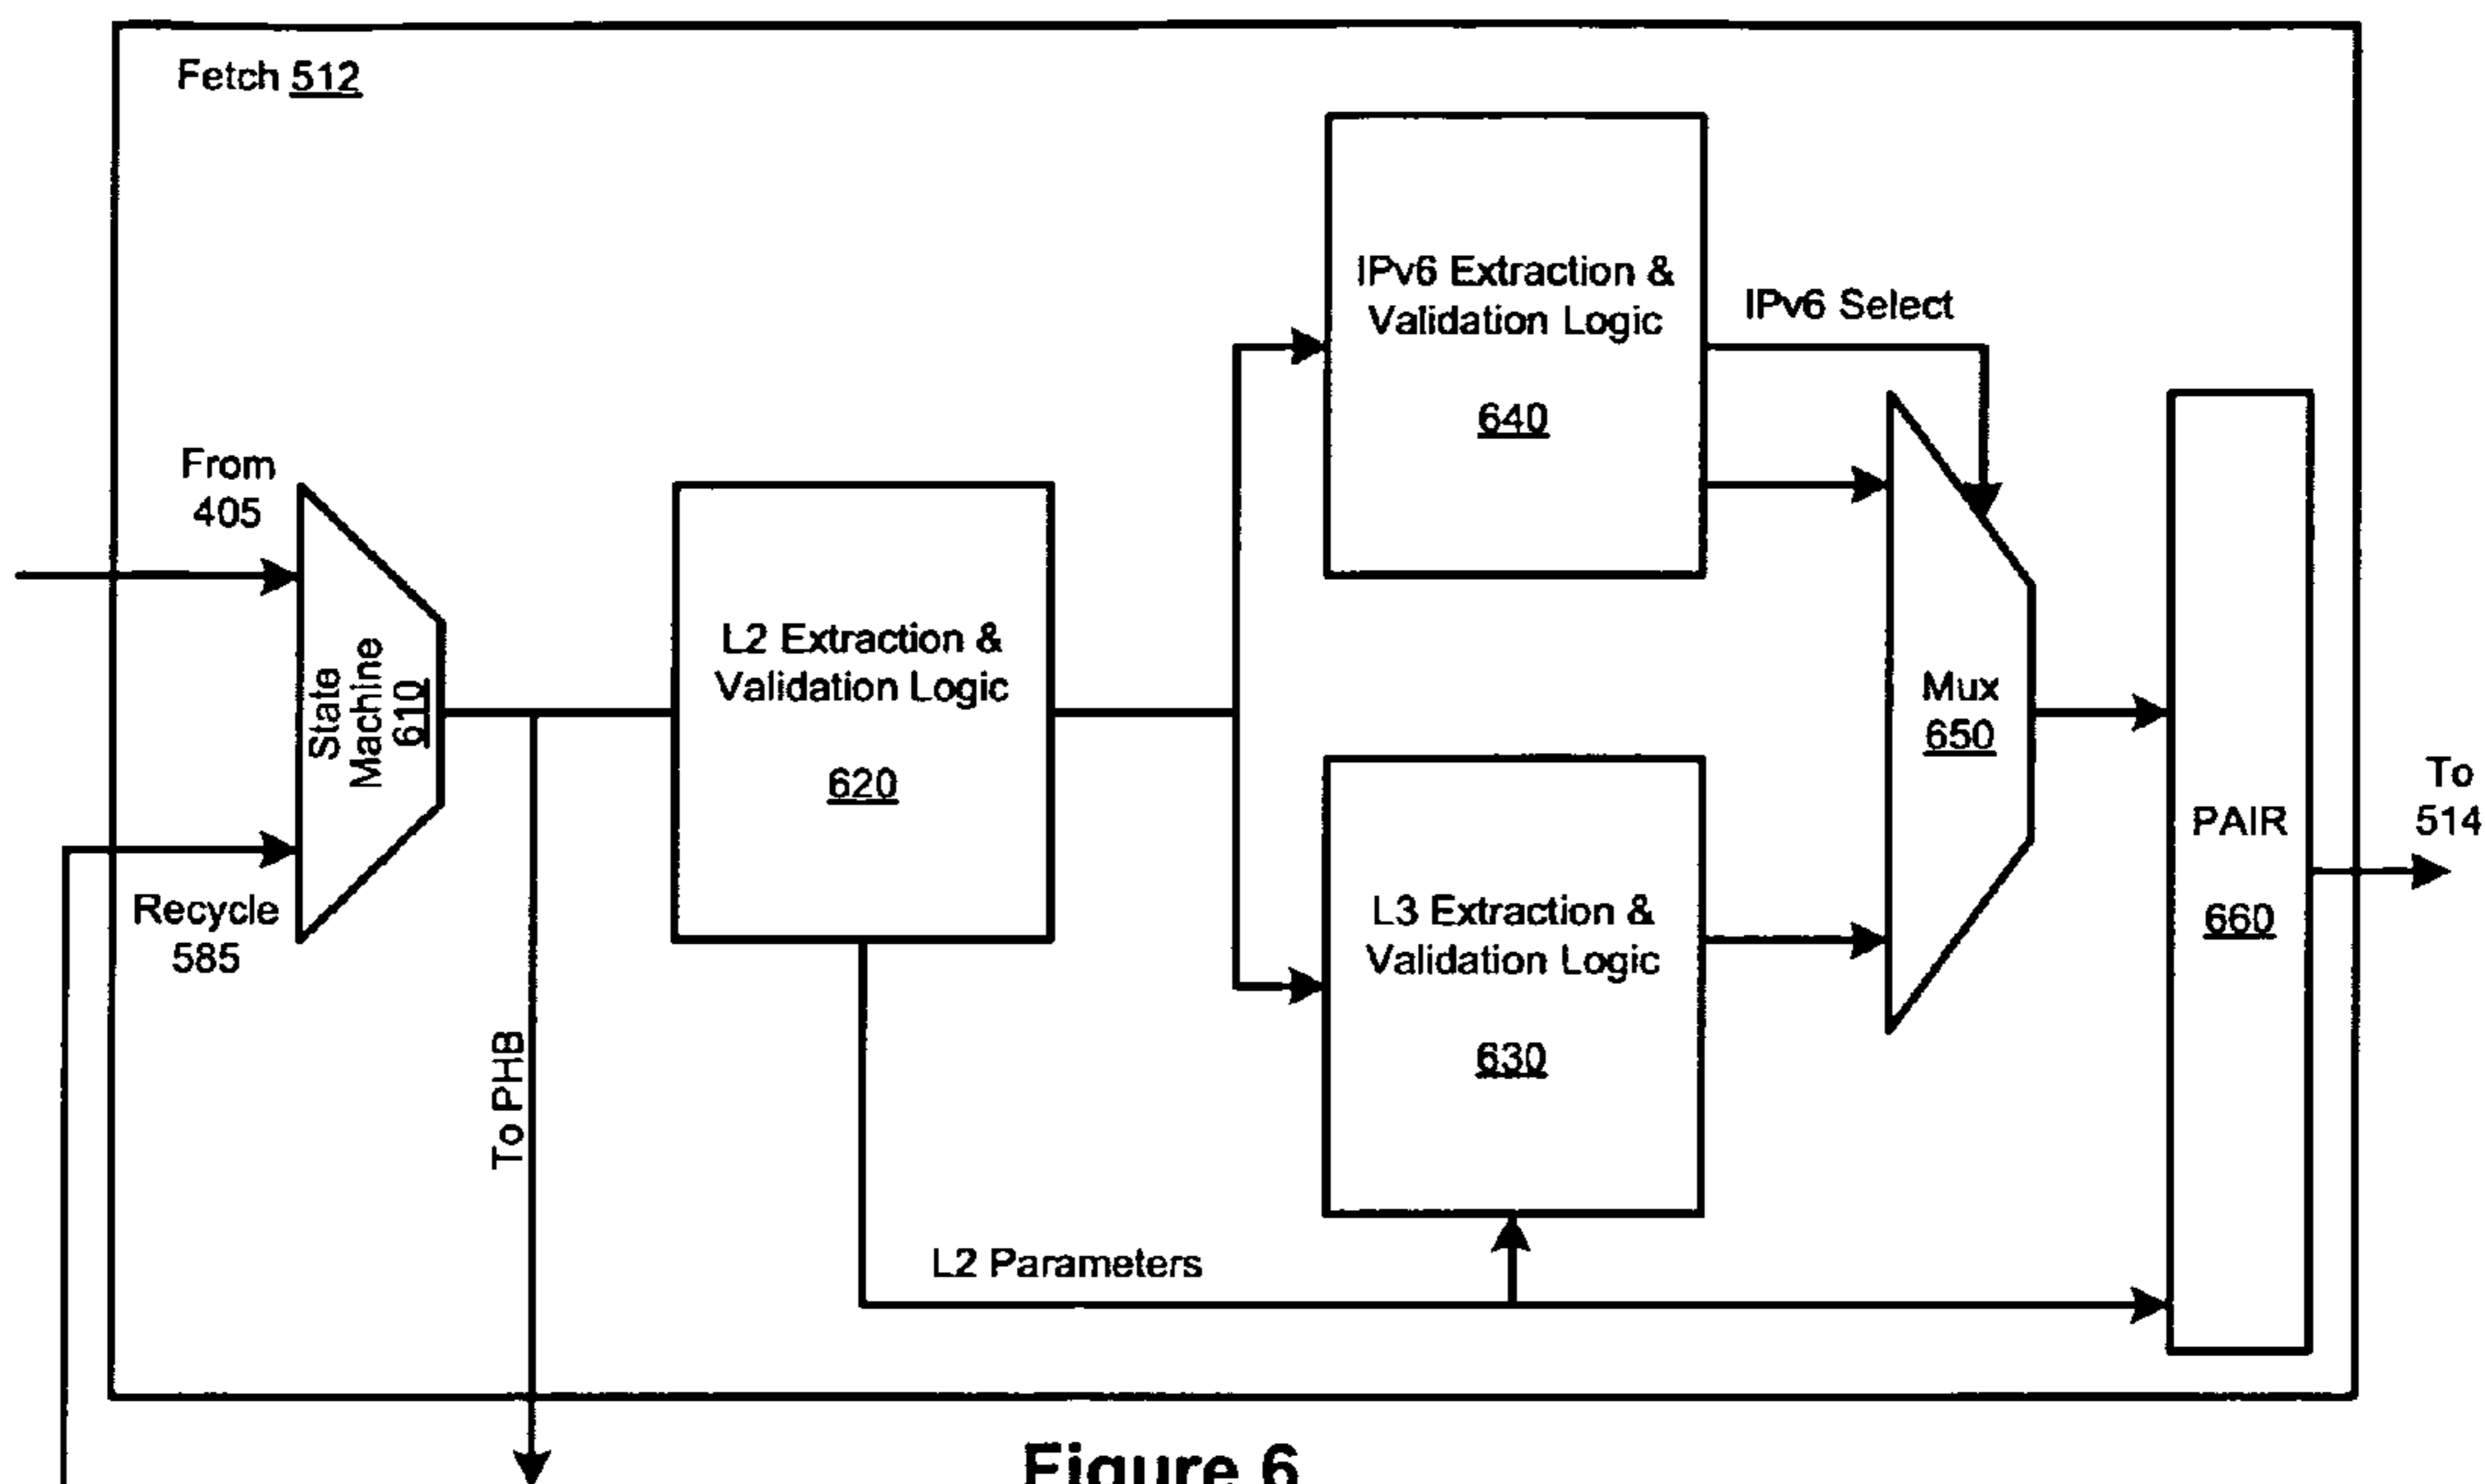 Fetch 512
IPv6 Extraction &
Validation Logic
640
IPv6 Select
From
405
State
Machine
610
L2 Extraction &
Validation Logic
620
Mux
650
To
514
PAIR
660
Recycle
585
L3 Extraction &
Validation Logic
630
To PHB
L2 Parameters
Figure 6